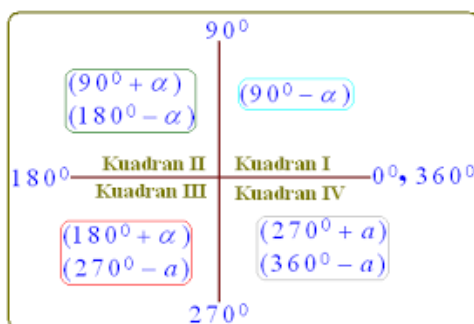 90⁰
(90⁰ + α)
(180⁰ − α)
(90⁰ − α)
Kuadran II
Kuadran I
180⁰
0⁰, 360⁰
Kuadran III
Kuadran IV
(180⁰ + α)
(270⁰ − a)
(270⁰ + a)
(360⁰ − a)
270⁰